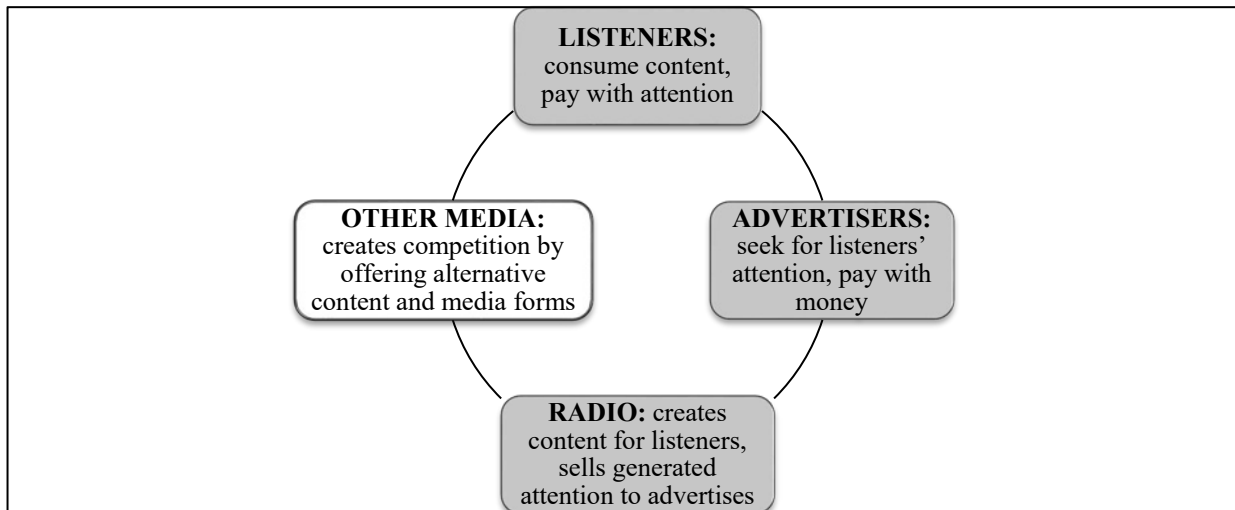 LISTENERS:
consume content,
pay with attention
OTHER MEDIA:
creates competition by
offering alternative
content and media forms
ADVERTISERS:
seek for listeners’
attention, pay with
money
RADIO: creates
content for listeners,
sells generated
attention to advertises